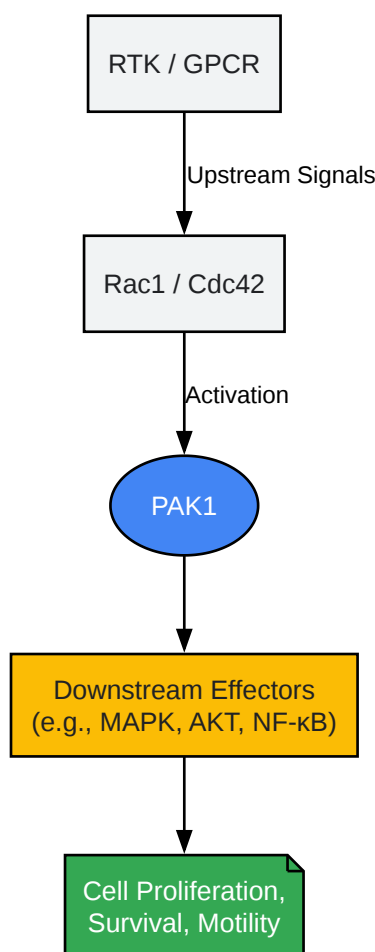 RTK / GPCR
Upstream Signals
Rac1 / Cdc42
Activation
PAK1
Downstream Effectors
(e.g., MAPK, AKT, NF-κB)
Cell Proliferation,
Survival, Motility